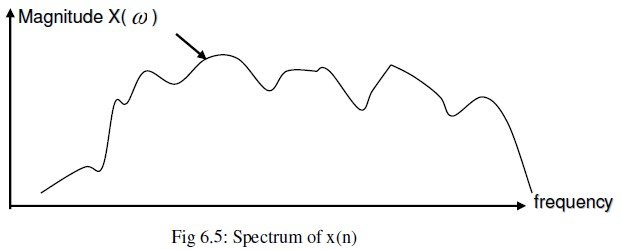 Magnitude X( ω )
frequency
Fig 6.5: Spectrum of x(n)